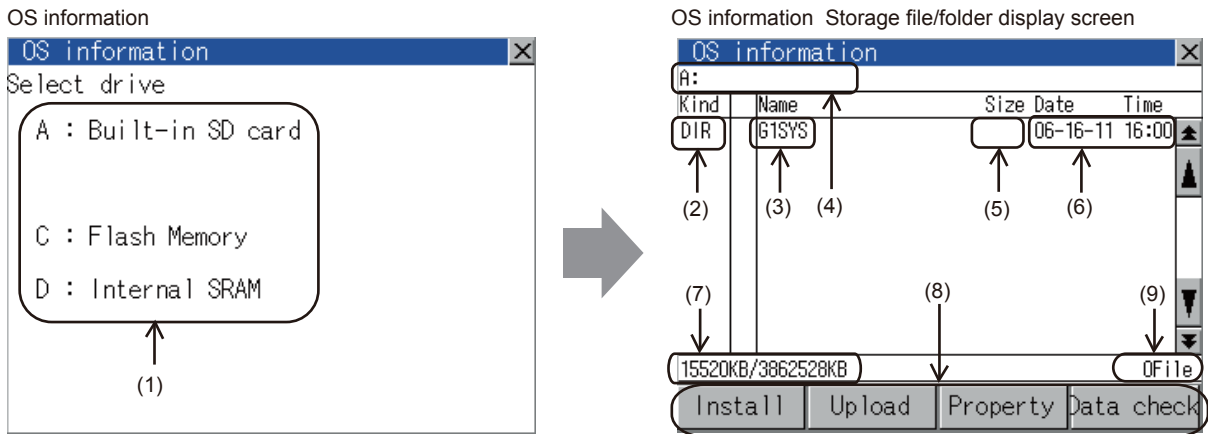 OS information
OS information
Select drive
A : Built-in SD card
C : Flash Memory
D : Internal SRAM
(1)
OS information Storage file/folder display screen
OS information
A:
Kind Name Size Date Time
DIR G1SYS 06-16-11 16:00
(2) (3) (4) (5) (6)
(7) (8) (9)
15520KB/3862528KB 0File
Install Upload Property Data check